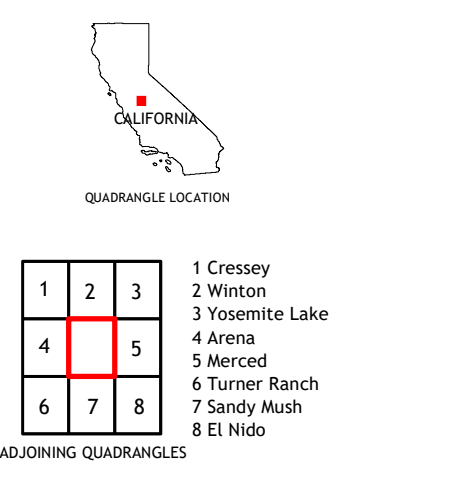 CALIFORNIA
QUADRANGLE LOCATION
1 2 3
4 5
6 7 8
1 Cressey
2 Winton
3 Yosemite Lake
4 Arena
5 Merced
6 Turner Ranch
7 Sandy Mush
8 El Nido
ADJOINING QUADRANGLES